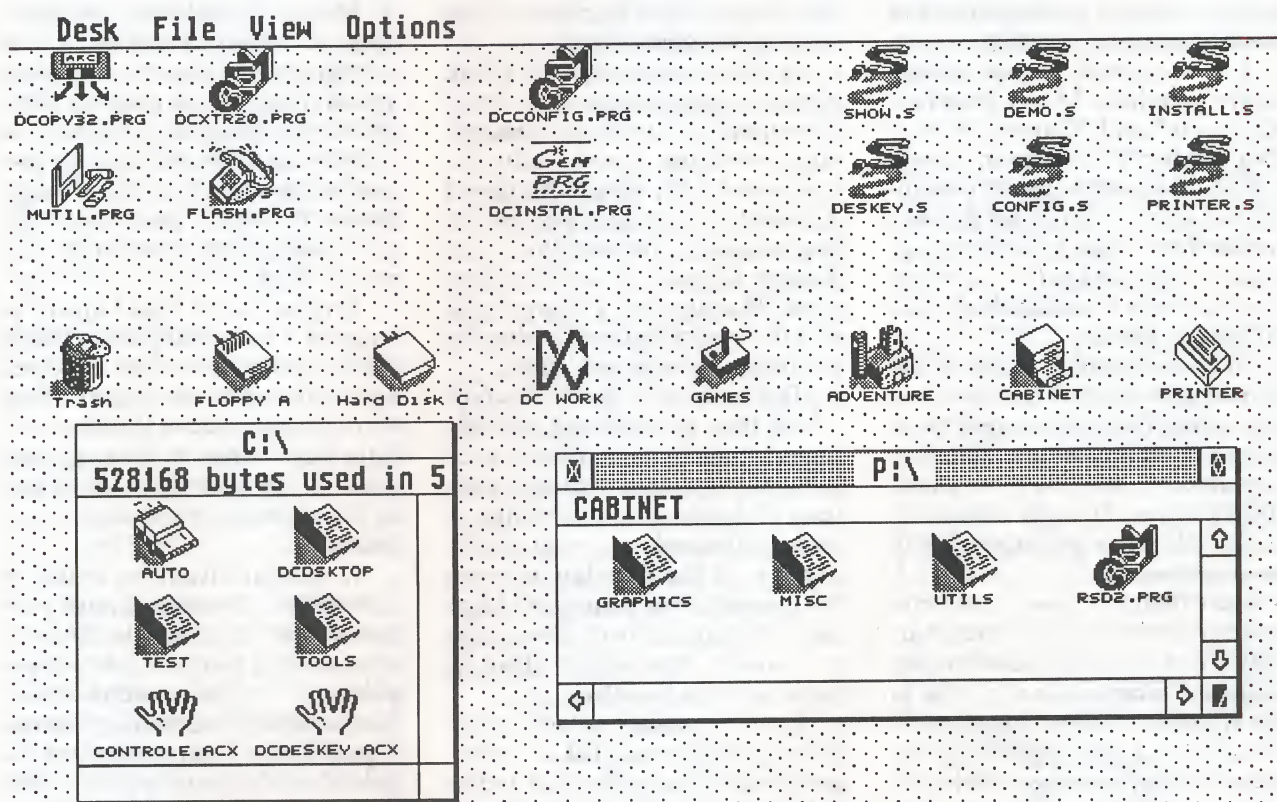 Desk File View Options
ARC
DCOPY32.PRG DCXTR20.PRG DCCONFIG.PRG SHOW.S DEMO.S INSTALL.S
GEM
PRG
MUTIL.PRG FLASH.PRG DCINSTAL.PRG DESKEY.S CONFIG.S PRINTER.S
Trash FLOPPY A Hard Disk DC WORK GAMES ADVENTURE CABINET PRINTER
C:\
528168 bytes used in 5
AUTO DCDSKTOP
TEST TOOLS
CONTROLE.ACX DCDESKEY.ACX
P:\
CABINET
GRAPHICS MISC UTILS RSD2.PRG